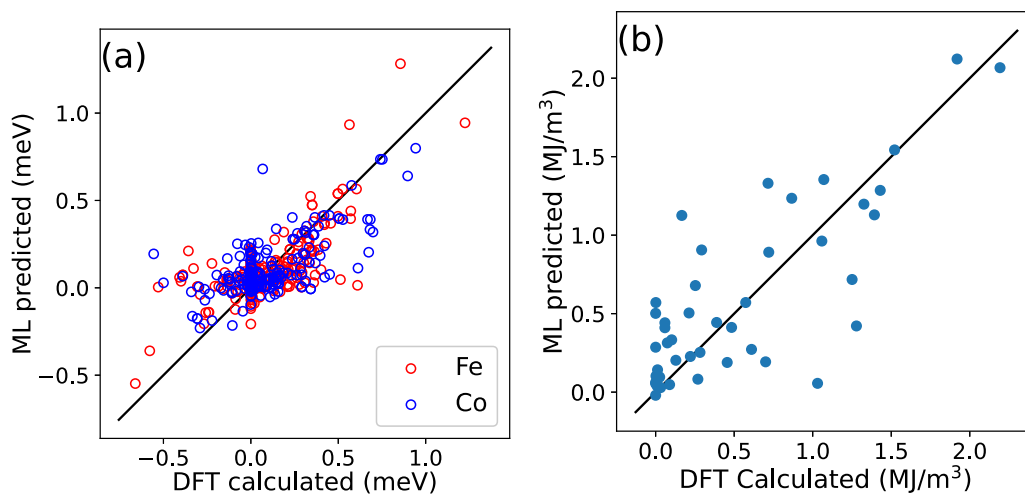 (a)
ML predicted (meV)
1.0
0.5
0.0
−0.5
Fe
Co
−0.5 0.0 0.5 1.0
DFT calculated (meV)
(b)
ML predicted (MJ/m³)
2.0
1.5
1.0
0.5
0.0
0.0 0.5 1.0 1.5 2.0
DFT Calculated (MJ/m³)